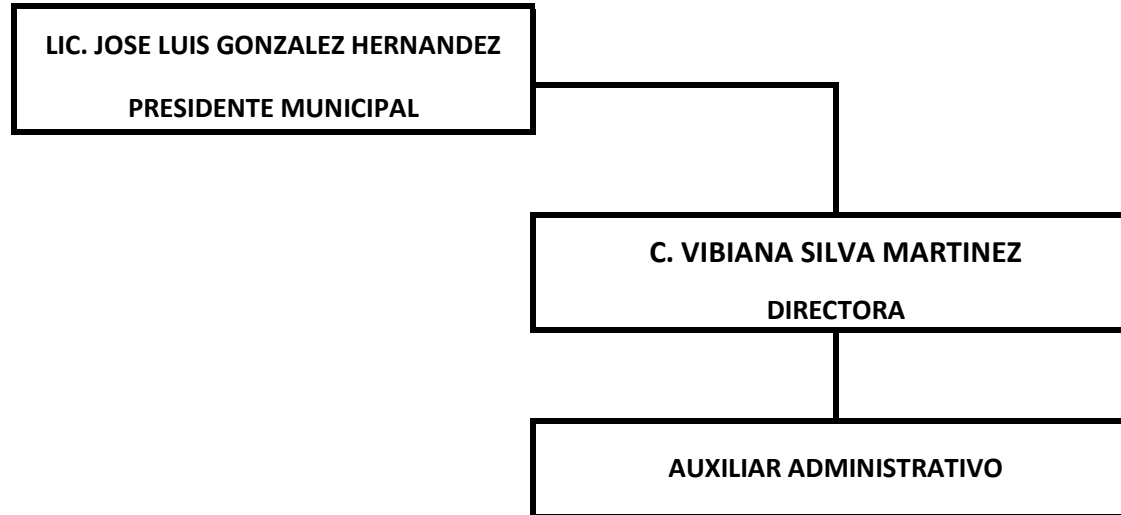 LIC. JOSE LUIS GONZALEZ HERNANDEZ
PRESIDENTE MUNICIPAL
C. VIBIANA SILVA MARTINEZ
DIRECTORA
AUXILIAR ADMINISTRATIVO